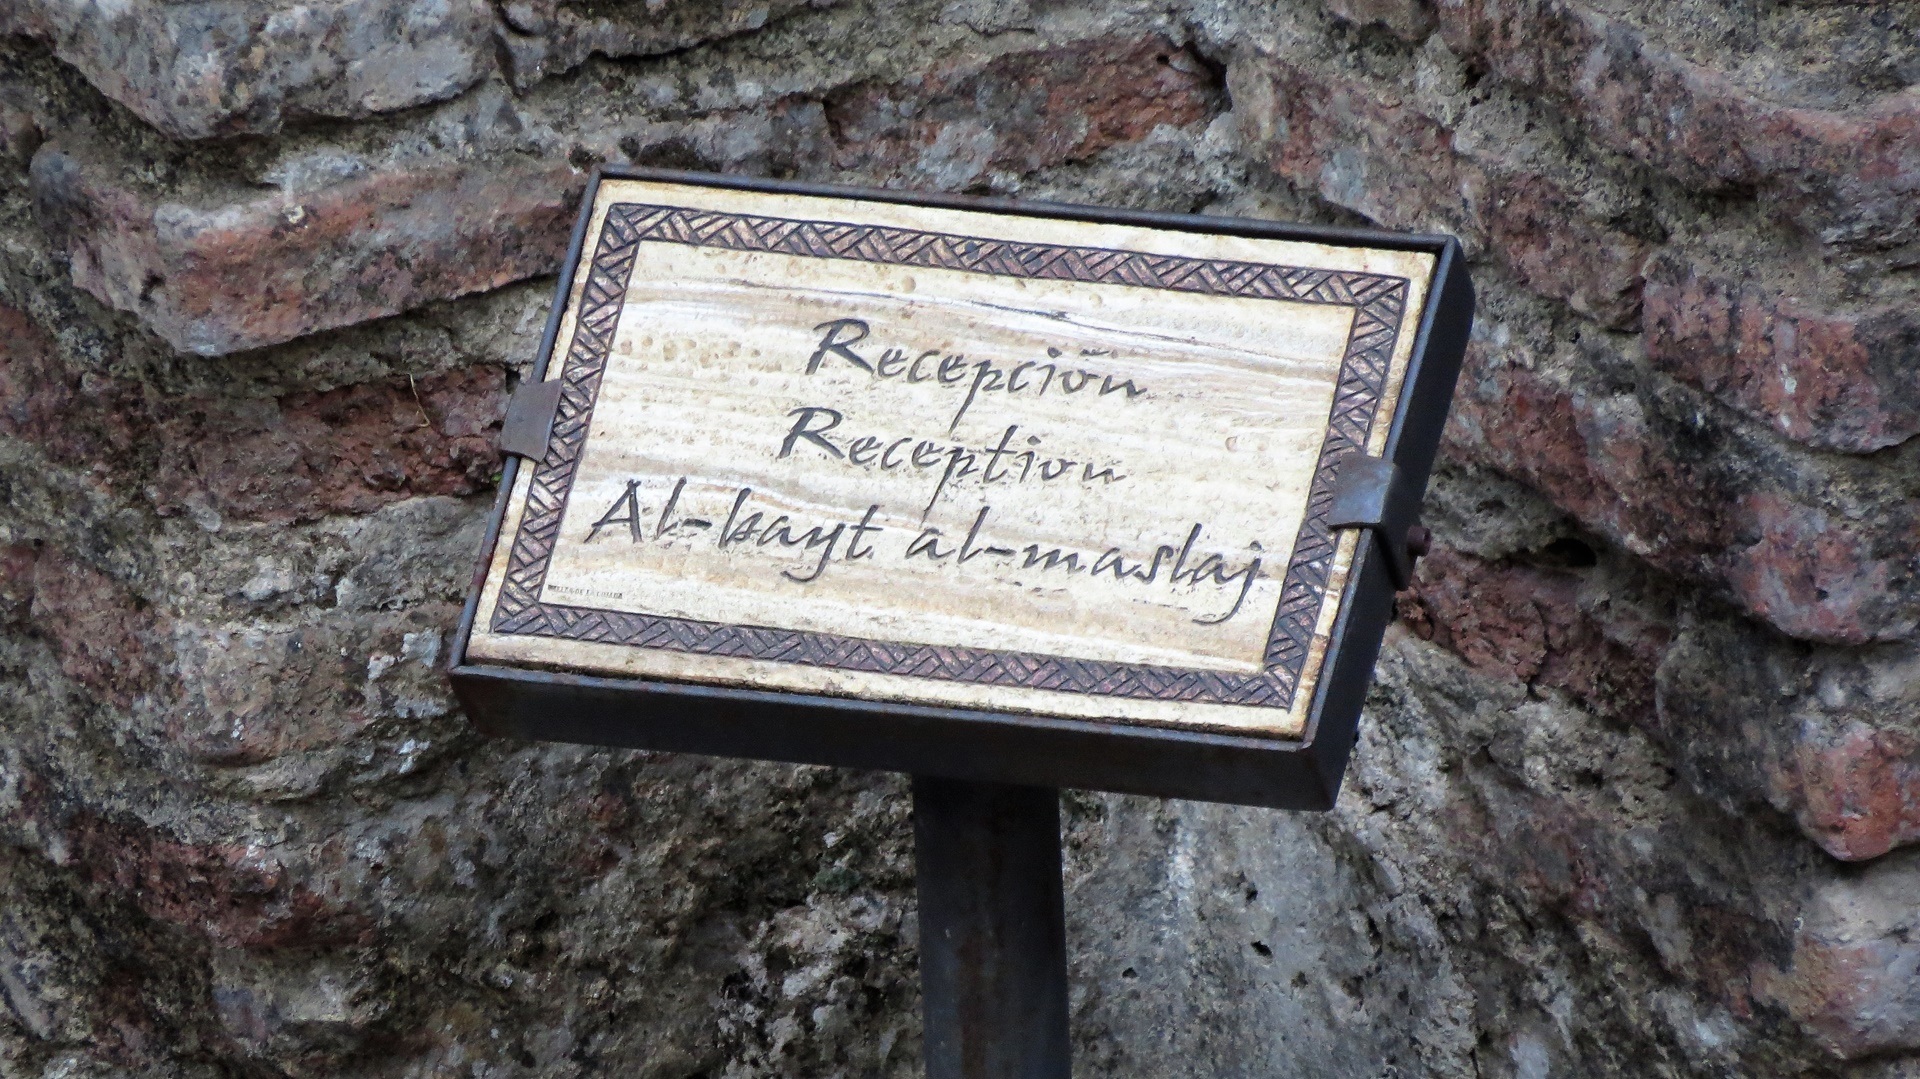 Recepción
Reception
Al-bayt al-maslaj